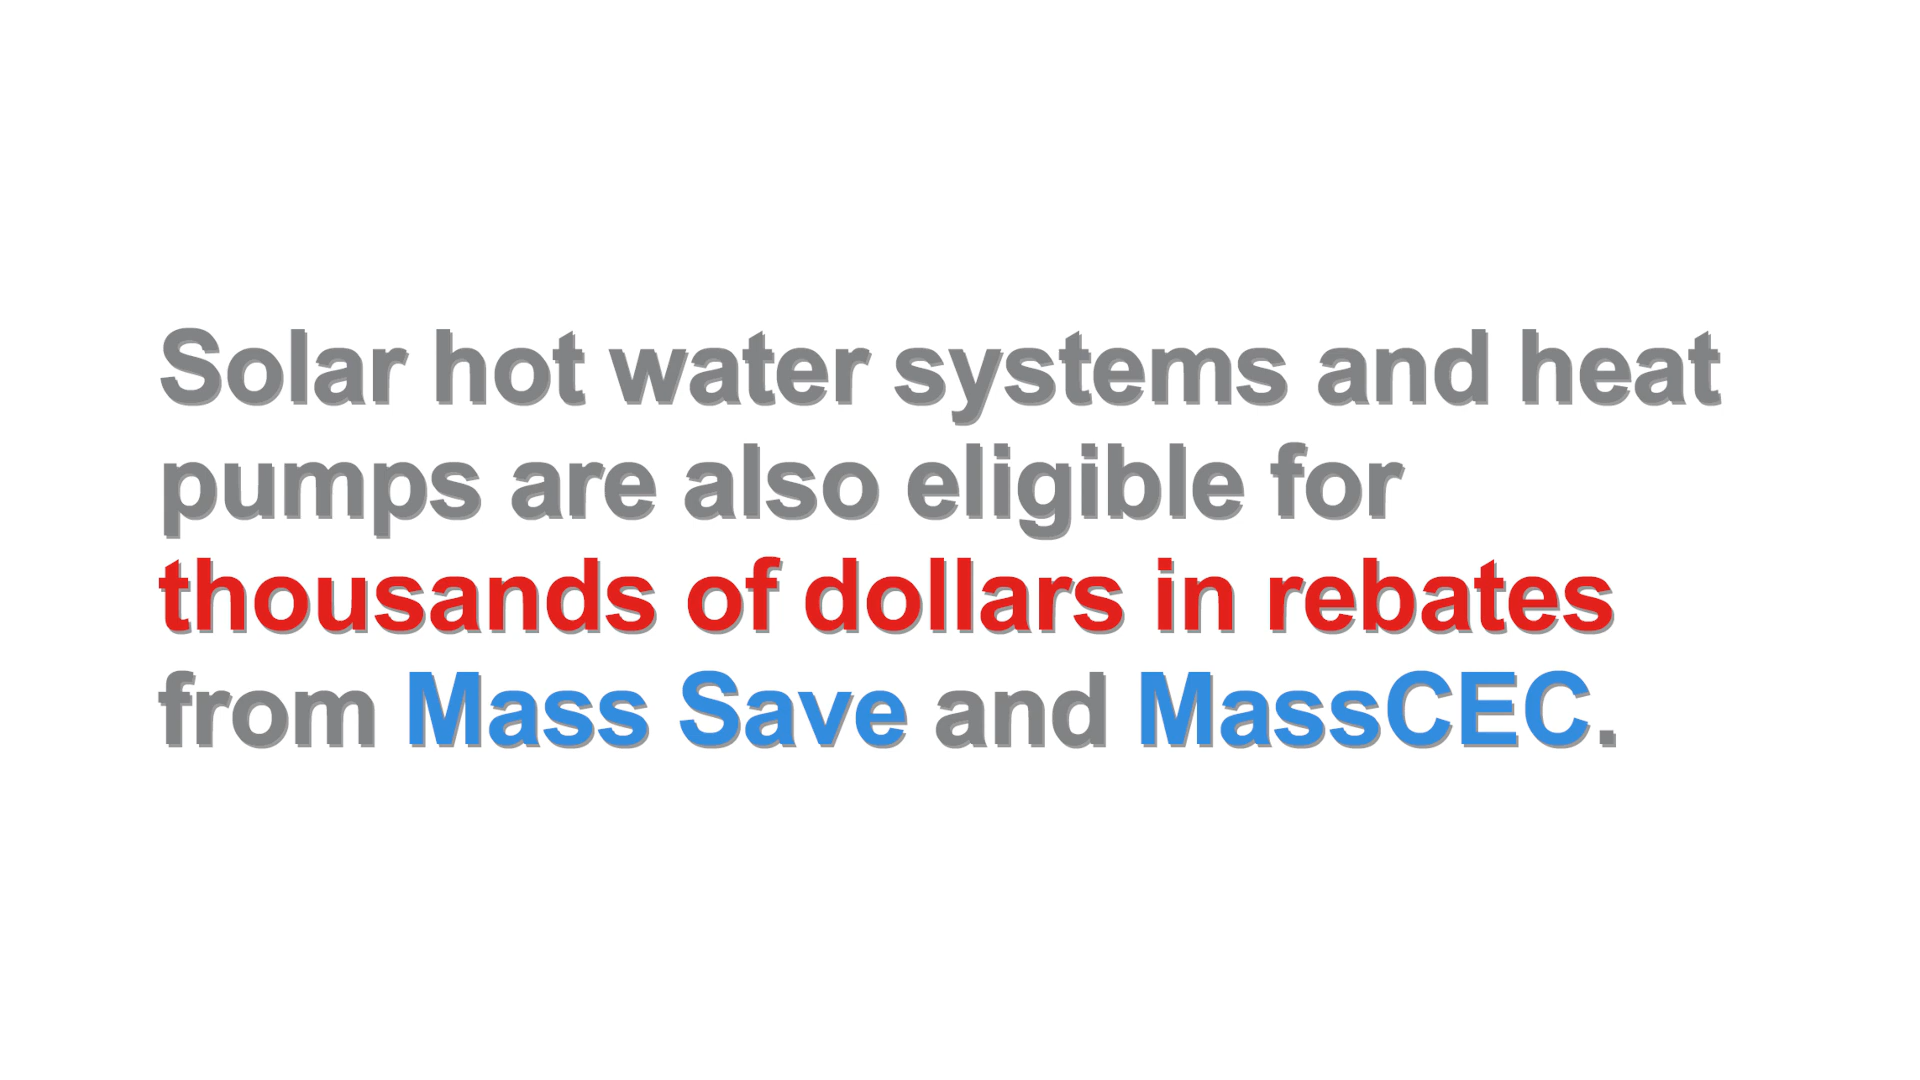 Solar hot water systems and heat
pumps are also eligible for
thousands of dollars in rebates
from Mass Save and MassCEC.